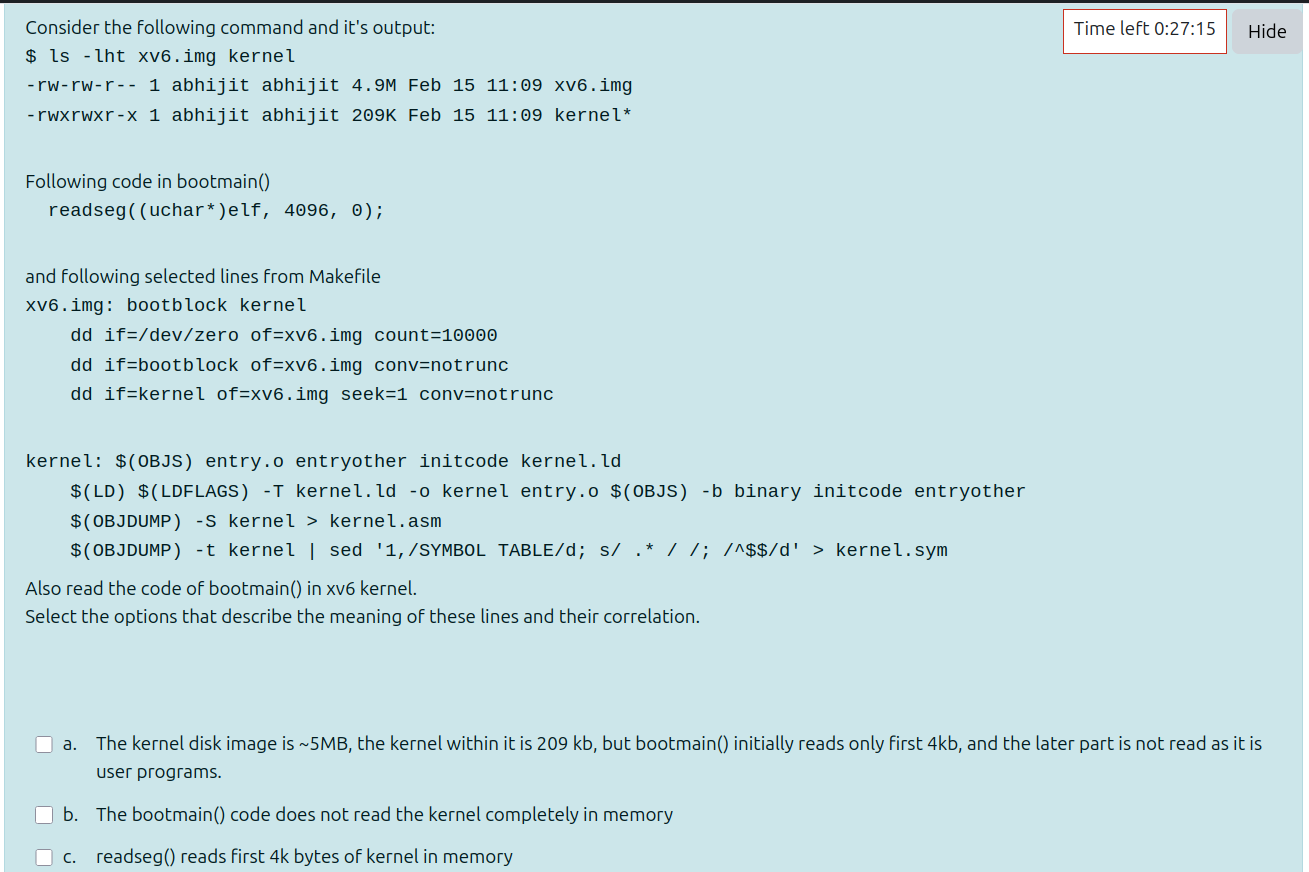 Consider the following command and it's output:
Time left 0:27:15
Hide
$ ls -lht xv6.img kernel
-rw-rw-r-- 1 abhijit abhijit 4.9M Feb 15 11:09 xv6.img
-rwxrwxr-x 1 abhijit abhijit 209K Feb 15 11:09 kernel*
Following code in bootmain()
readseg((uchar*)elf, 4096, 0);
and following selected lines from Makefile
xv6.img: bootblock kernel
dd if=/dev/zero of=xv6.img count=10000
dd if=bootblock of=xv6.img conv=notrunc
dd if=kernel of=xv6.img seek=1 conv=notrunc
kernel: $(OBJS) entry.o entryother initcode kernel.ld
$(LD) $(LDFLAGS) -T kernel.ld -o kernel entry.o $(OBJS) -b binary initcode entryother
$(OBJDUMP) -S kernel > kernel.asm
$(OBJDUMP) -t kernel | sed '1,/SYMBOL TABLE/d; s/ .* / /; /^$$/d' > kernel.sym
Also read the code of bootmain() in xv6 kernel.
Select the options that describe the meaning of these lines and their correlation.
a. The kernel disk image is ~5MB, the kernel within it is 209 kb, but bootmain() initially reads only first 4kb, and the later part is not read as it is
user programs.
b. The bootmain() code does not read the kernel completely in memory
c. readseg() reads first 4k bytes of kernel in memory